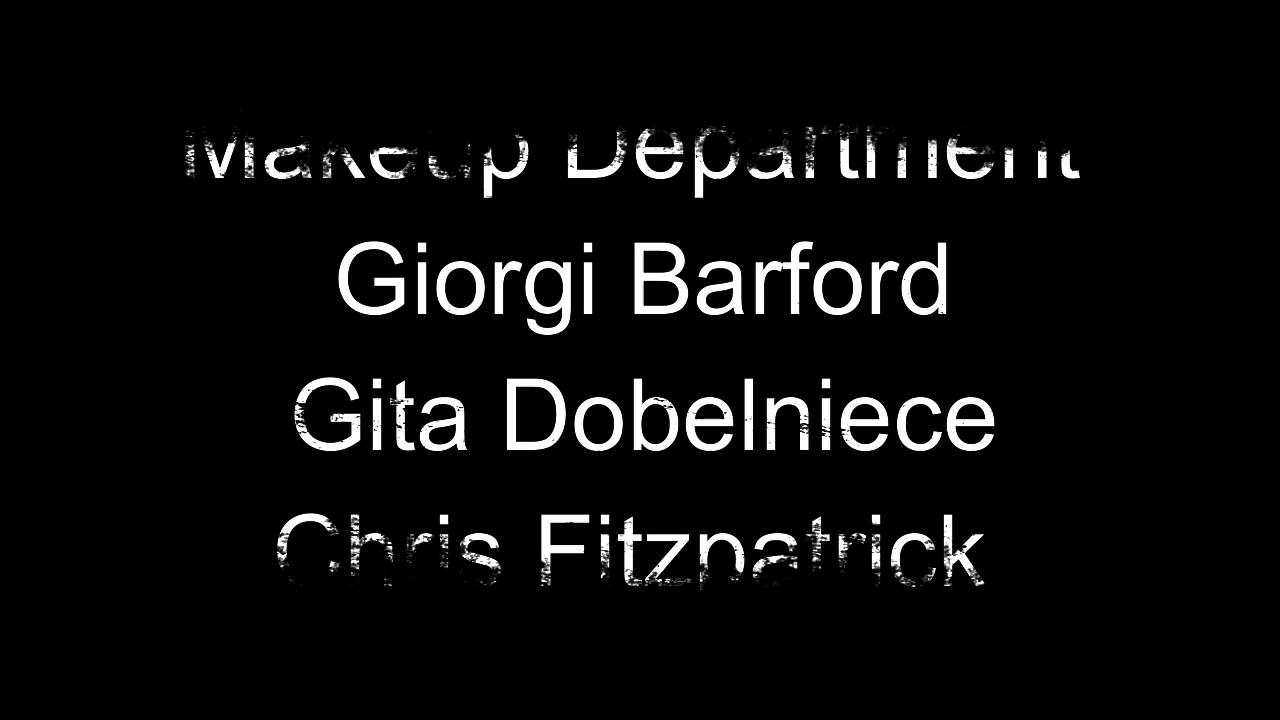 Makeup Department
Giorgi Barford
Gita Dobelniece
Chris Fitzpatrick